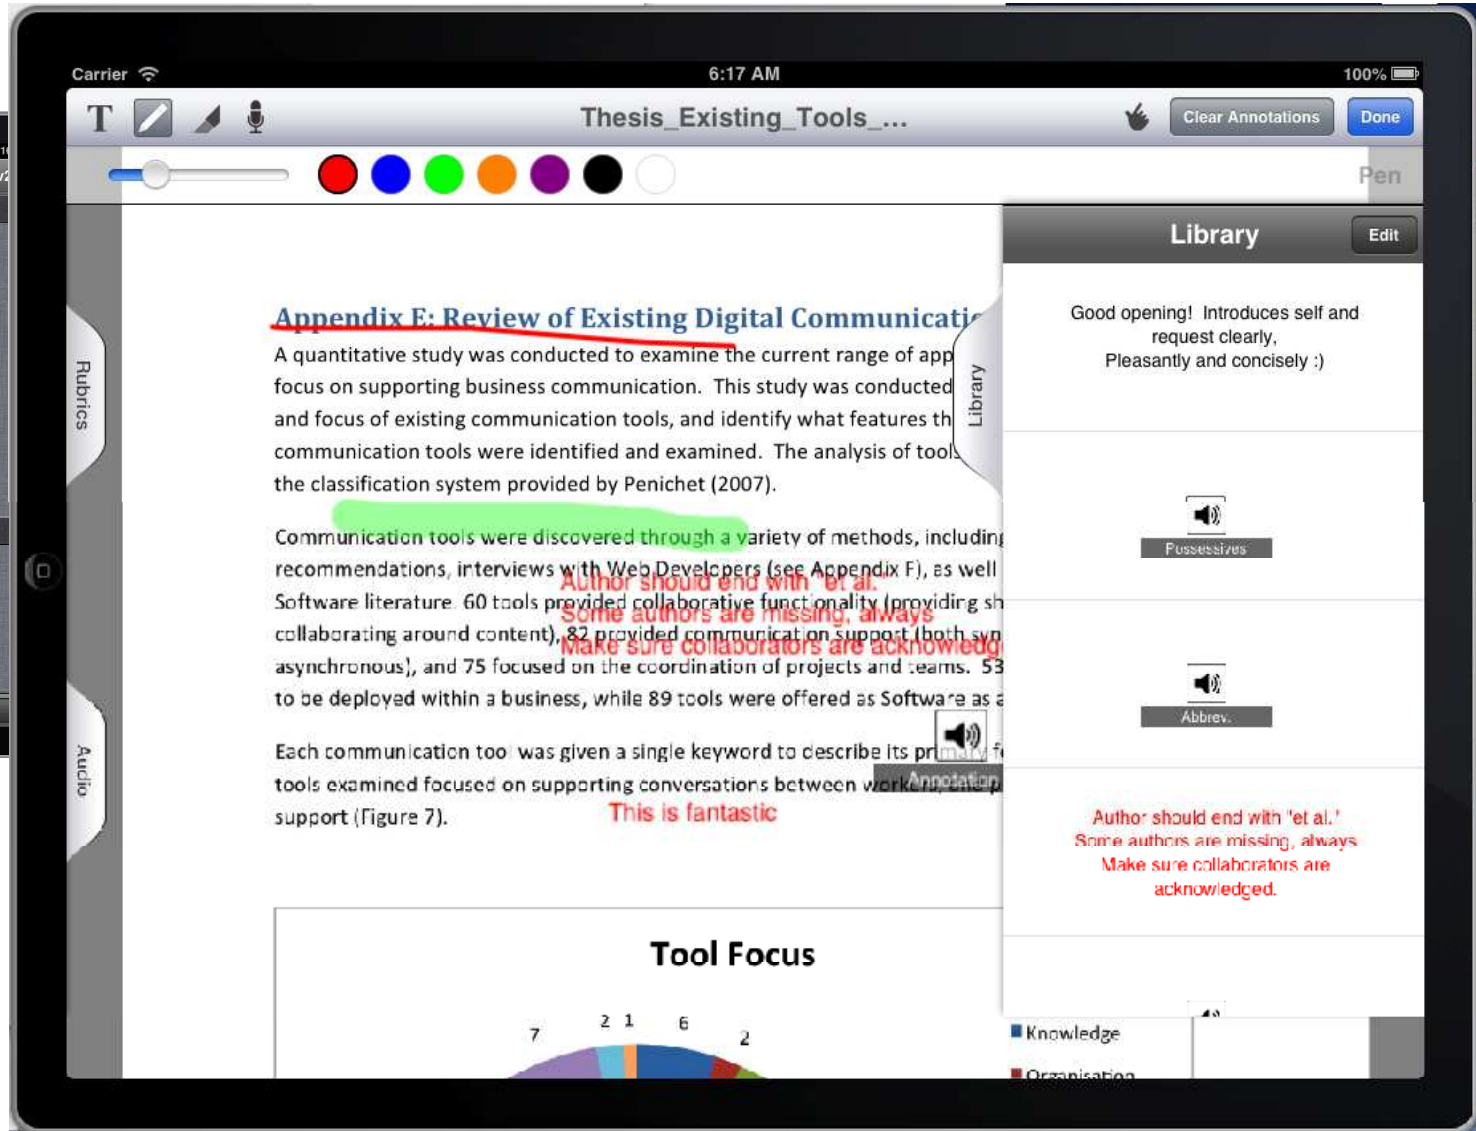 Carrier 6:17 AM 100%
T Thesis_Existing_Tools_... Clear Annotations Done
Pen
Rubrics
Audio
Appendix E: Review of Existing Digital Communicatio
A quantitative study was conducted to examine the current range of app
focus on supporting business communication. This study was conducted
and focus of existing communication tools, and identify what features th
communication tools were identified and examined. The analysis of tools
the classification system provided by Penichet (2007).
Communication tools were discovered through a variety of methods, including
recommendations, interviews with Web Developers (see Appendix F), as well
Author should end with "et al."
Software literature. 60 tools provided collaborative functionality (providing sh
Some authors are missing, always
collaborating around content), 82 provided communication support (both syn
Make sure collaborators are acknowledg
asynchronous), and 75 focused on the coordination of projects and teams. 53
to be deployed within a business, while 89 tools were offered as Software as a
Each communication tool was given a single keyword to describe its primary f
Annotation
tools examined focused on supporting conversations between workers, and p
support (Figure 7).
This is fantastic
Tool Focus
7 2 1 6 2
Knowledge
Organisation
Library
Library Edit
Good opening! Introduces self and
request clearly,
Pleasantly and concisely :)
Possessives
Abbrev.
Author should end with "et al."
Some authors are missing, always
Make sure collaborators are
acknowledged.